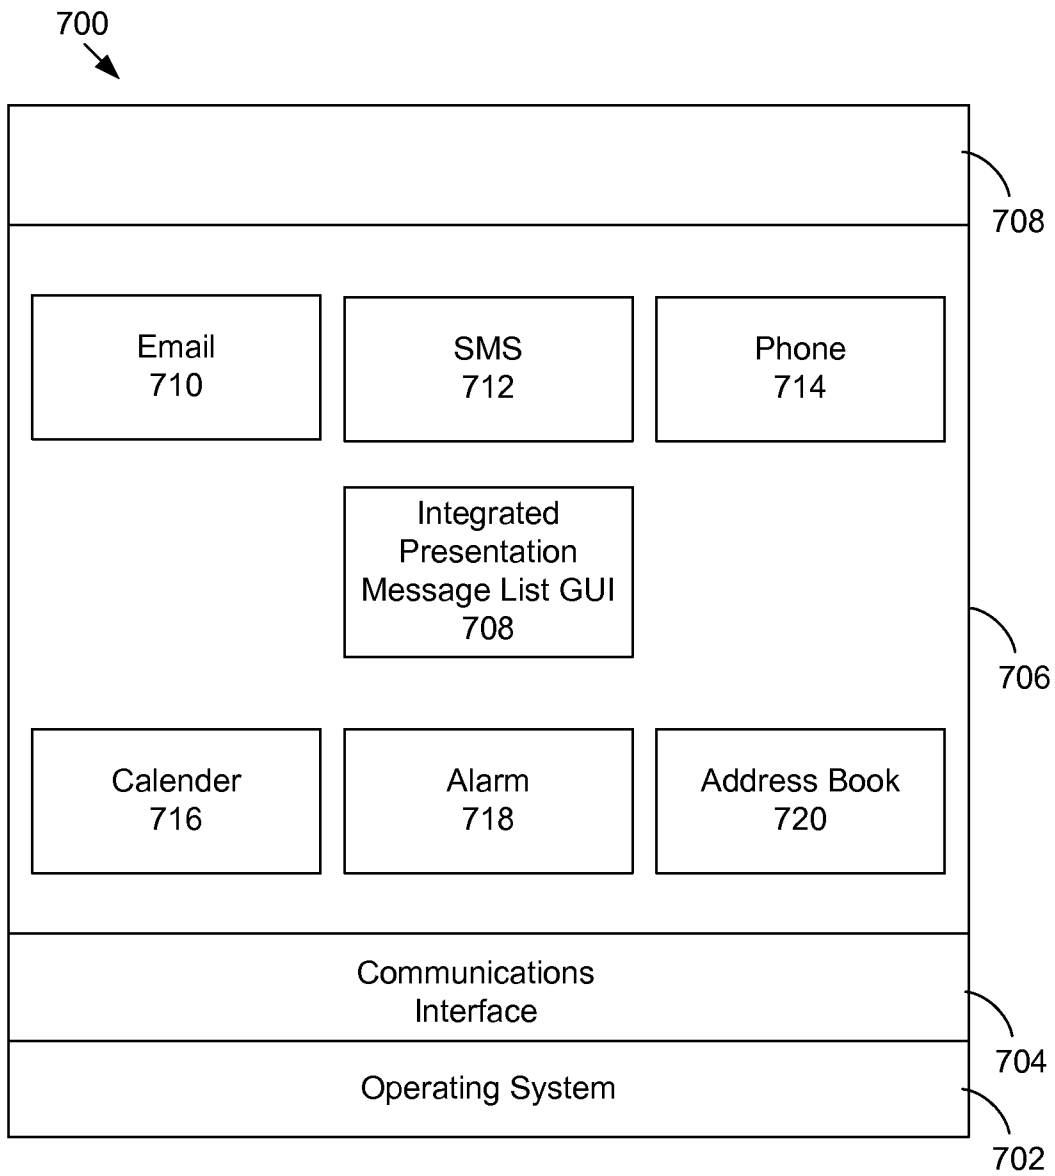 700
708
Email
710
SMS
712
Phone
714
Integrated
Presentation
Message List GUI
708
706
Calender
716
Alarm
718
Address Book
720
Communications
Interface
704
Operating System
702